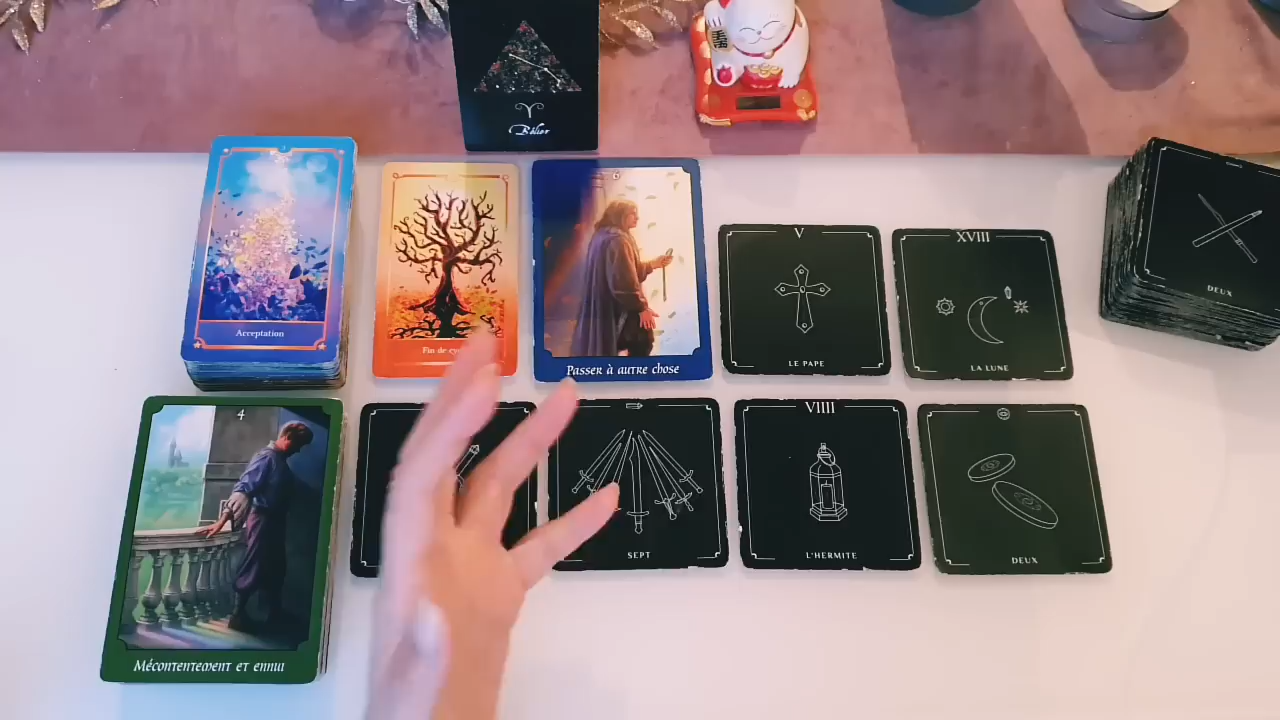 Bélier
Acceptation
Fin de
6
Passer à autre chose
V
LE PAPE
XVIII
LA LUNE
DEUX
4
Mécontentement et ennui
SEPT
VIIII
L'HERMITE
DEUX